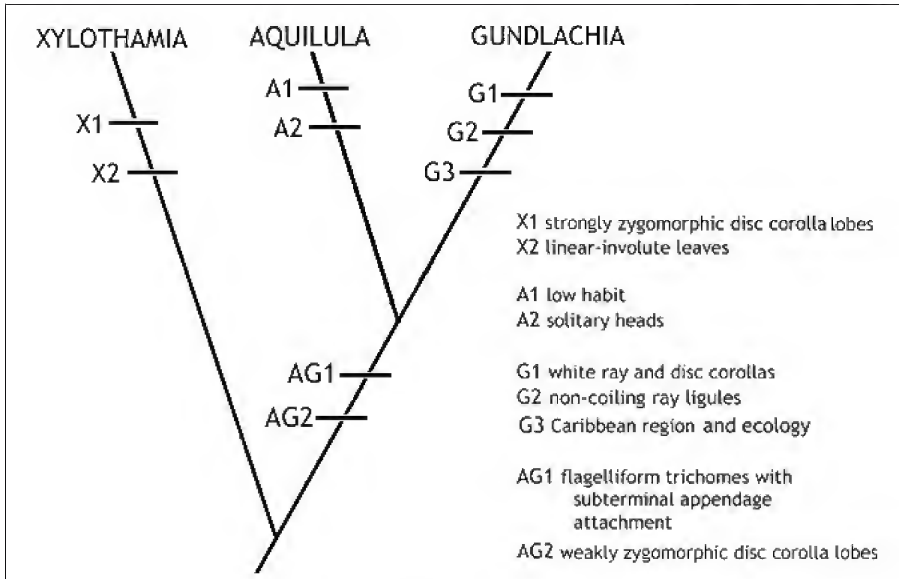 XYLOTHAMIA AQUILULA GUNDLACHIA
A1
G1
X1
A2
G2
X2
G3
X1 strongly zygomorphic disc corolla lobes
X2 linear-involute leaves
A1 low habit
A2 solitary heads
AG1
G1 white ray and disc corollas
G2 non-coiling ray ligules
AG2
G3 Caribbean region and ecology
AG1 flagelliform trichomes with
subterminal appendage
attachment
AG2 weakly zygomorphic disc corolla lobes